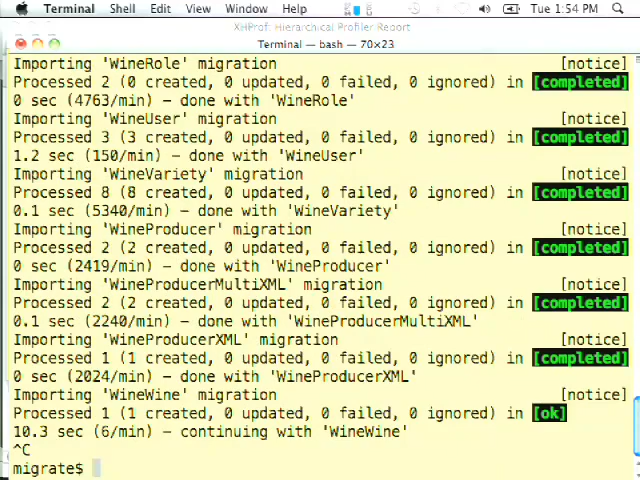 Terminal Shell Edit View Window Help Tue 1:54 PM
XHProf: Hierarchical Profiler Report
Terminal — bash — 70×23
Importing 'WineRole' migration [notice]
Processed 2 (0 created, 0 updated, 0 failed, 0 ignored) in [completed]
0 sec (4763/min) - done with 'WineRole'
Importing 'WineUser' migration [notice]
Processed 3 (3 created, 0 updated, 0 failed, 0 ignored) in [completed]
1.2 sec (150/min) - done with 'WineUser'
Importing 'WineVariety' migration [notice]
Processed 8 (8 created, 0 updated, 0 failed, 0 ignored) in [completed]
0.1 sec (5340/min) - done with 'WineVariety'
Importing 'WineProducer' migration [notice]
Processed 2 (2 created, 0 updated, 0 failed, 0 ignored) in [completed]
0 sec (2419/min) - done with 'WineProducer'
Importing 'WineProducerMultiXML' migration [notice]
Processed 2 (2 created, 0 updated, 0 failed, 0 ignored) in [completed]
0.1 sec (2240/min) - done with 'WineProducerMultiXML'
Importing 'WineProducerXML' migration [notice]
Processed 1 (1 created, 0 updated, 0 failed, 0 ignored) in [completed]
0 sec (2024/min) - done with 'WineProducerXML'
Importing 'WineWine' migration [notice]
Processed 1 (1 created, 0 updated, 0 failed, 0 ignored) in [ok]
10.3 sec (6/min) - continuing with 'WineWine'
^C
migrate$